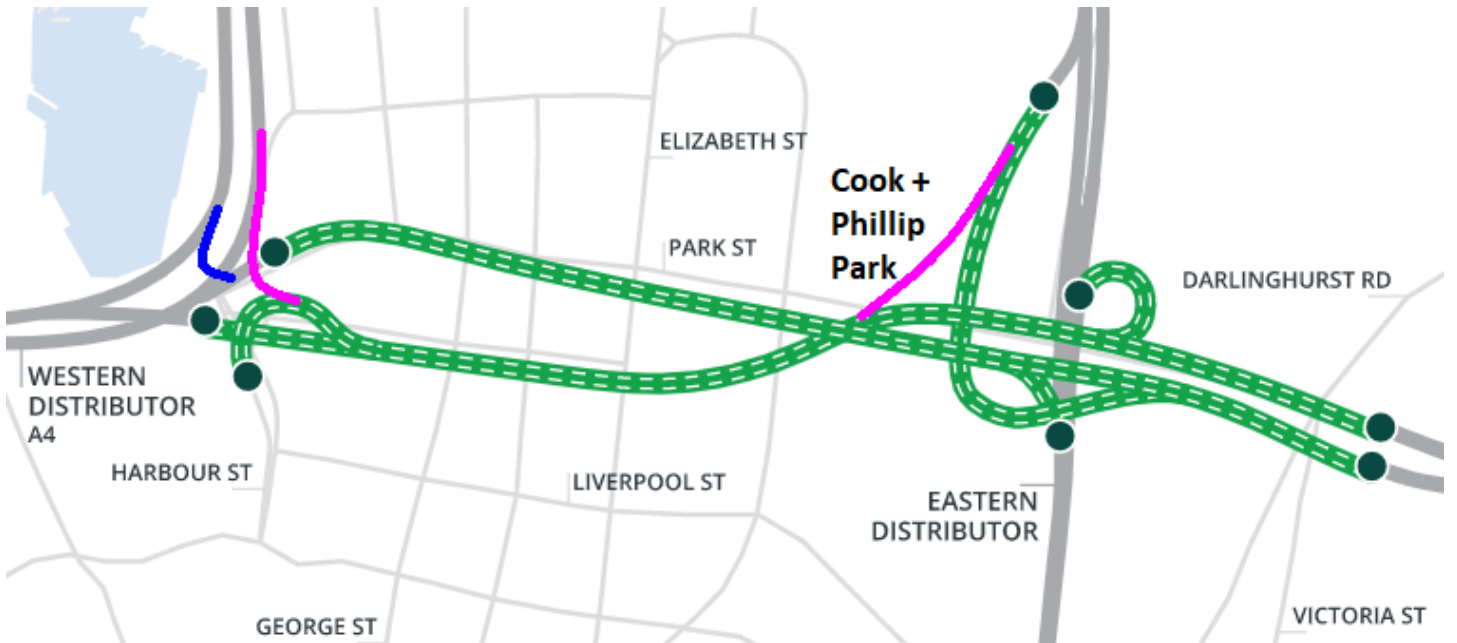 ELIZABETH ST
Cook +
Phillip
Park
PARK ST
DARLINGHURST RD
WESTERN
DISTRIBUTOR
A4
HARBOUR ST
LIVERPOOL ST
EASTERN
DISTRIBUTOR
VICTORIA ST
GEORGE ST